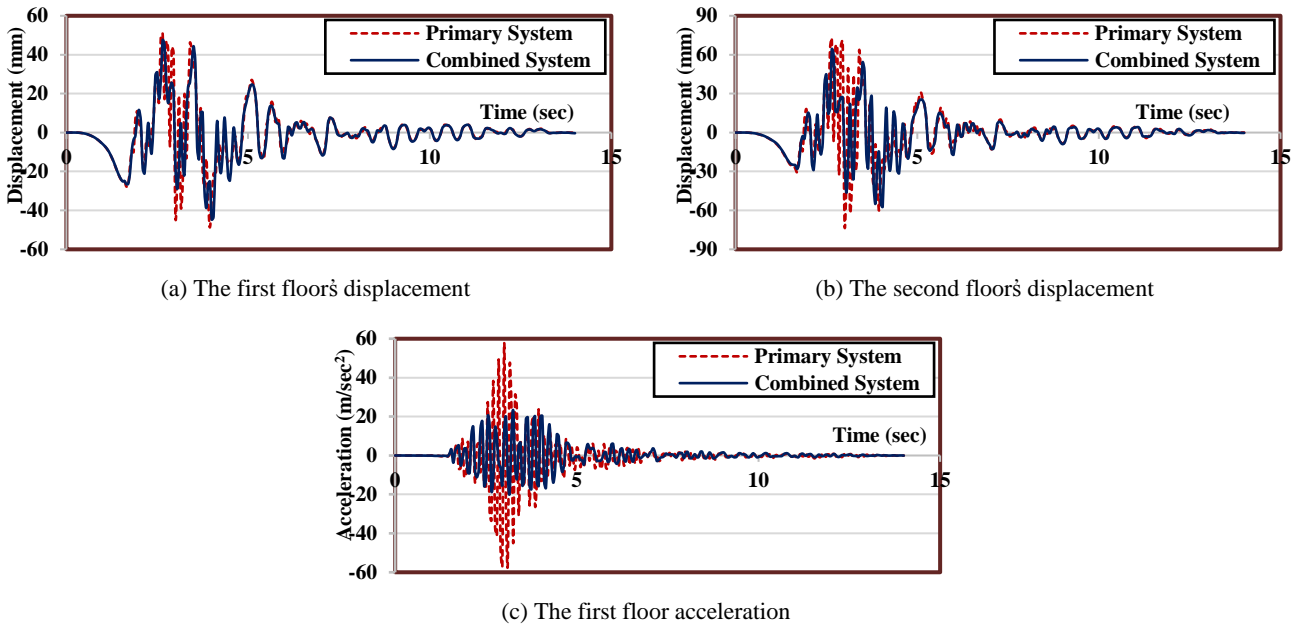 60
40
20
0
-20
-40
-60
Displacement (mm)
Primary System
Combined System
Time (sec)
0
5
10
15
(a) The first floor's displacement
90
60
30
0
-30
-60
-90
Displacement (mm)
Primary System
Combined System
Time (sec)
0
5
10
15
(b) The second floor's displacement
60
40
20
0
-20
-40
-60
Acceleration (m/sec²)
Primary System
Combined System
Time (sec)
0
5
10
15
(c) The first floor acceleration